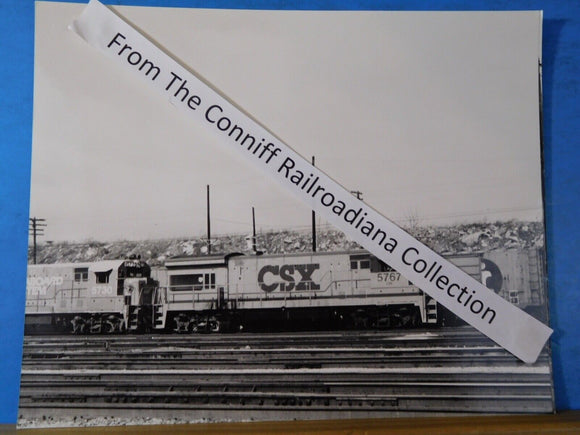 From The Conniff Railroadiana Collection
CSX
5767
5730